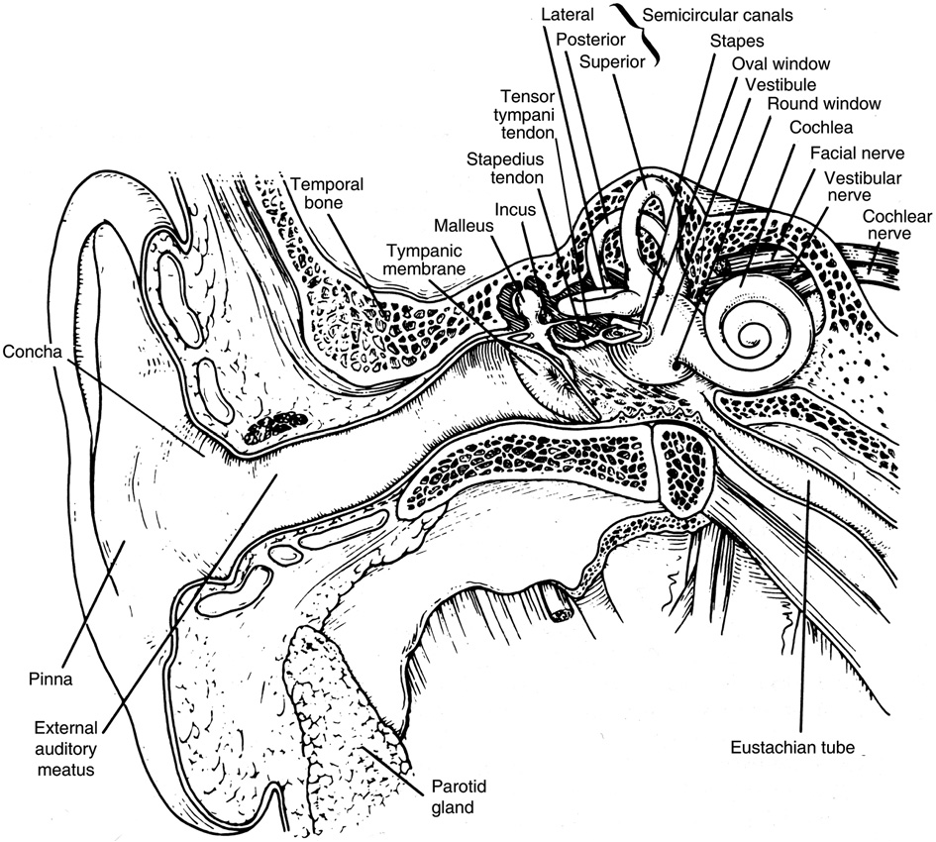 Lateral
Semicircular canals
Posterior
Superior
Stapes
Oval window
Vestibule
Round window
Cochlea
Facial nerve
Vestibular
nerve
Cochlear
nerve
Tensor
tympani
tendon
Stapedius
tendon
Incus
Malleus
Tympanic
membrane
Temporal
bone
Concha
Pinna
External
auditory
meatus
Parotid
gland
Eustachian tube